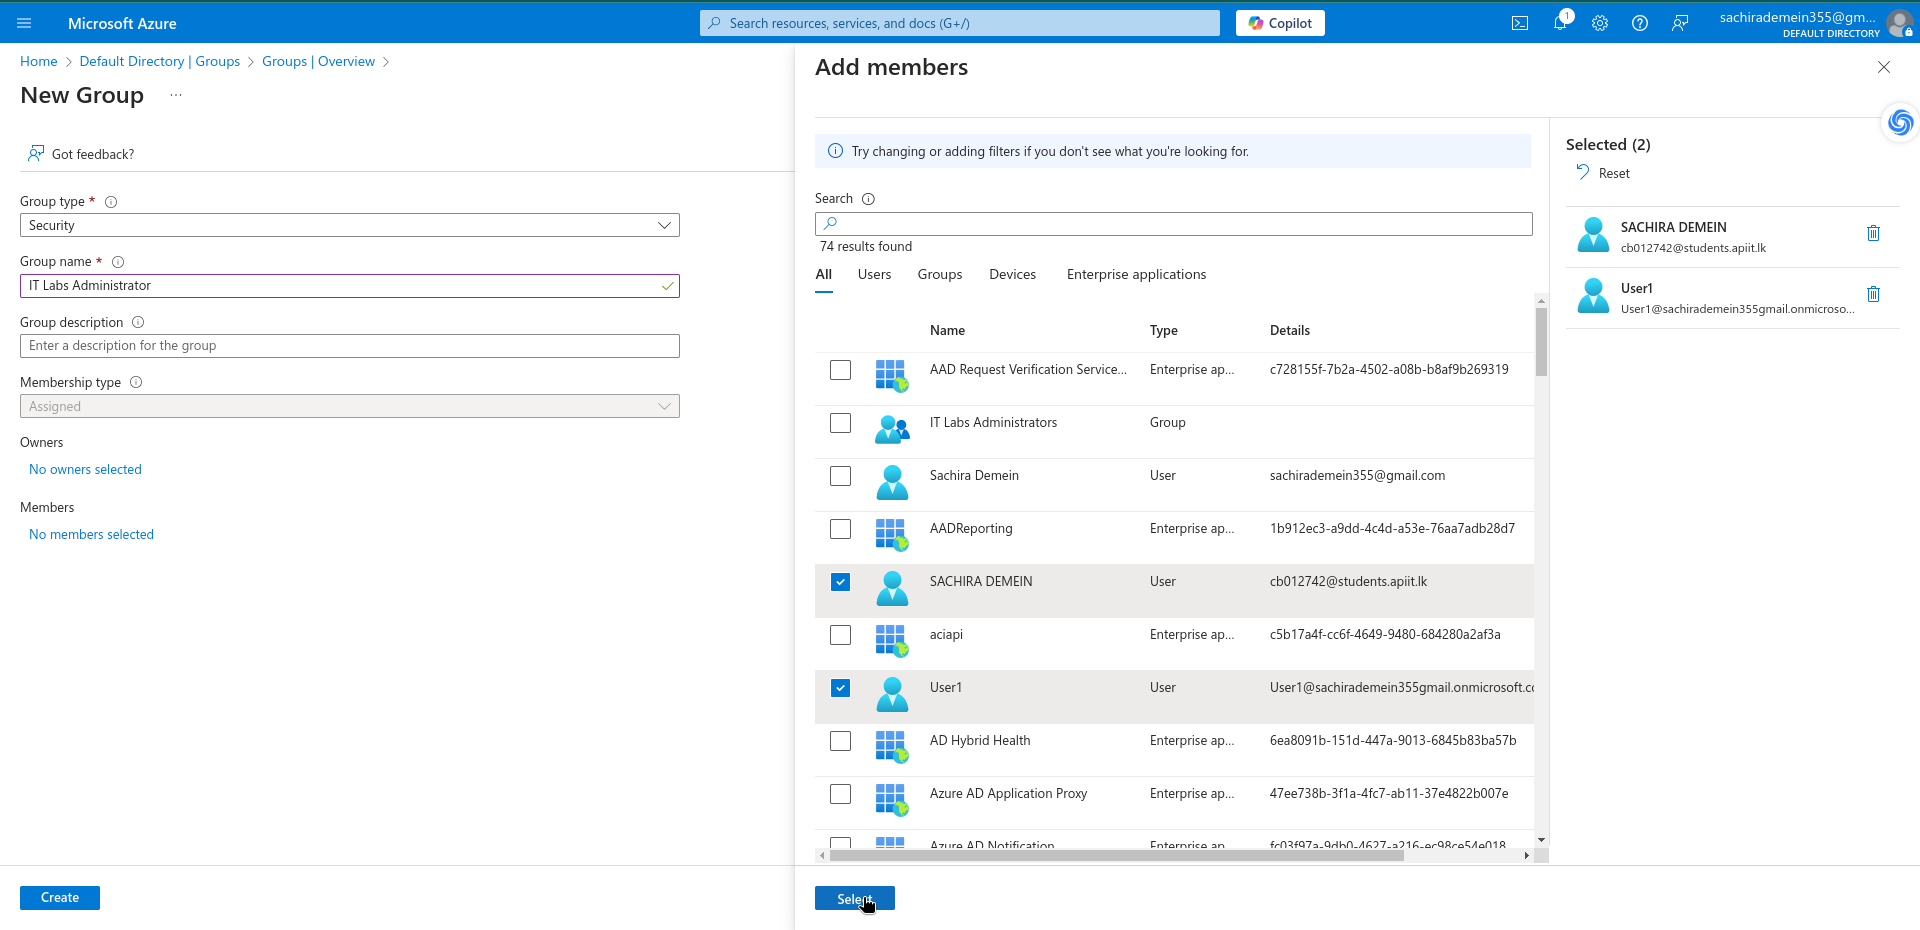 Microsoft Azure
Search resources, services, and docs (G+/)
Copilot
1
sachirademein355@gm...
DEFAULT DIRECTORY
Home > Default Directory | Groups > Groups | Overview >
New Group ...
Got feedback?
Group type *
Security
Group name *
IT Labs Administrator
Group description
Enter a description for the group
Membership type
Assigned
Owners
No owners selected
Members
No members selected
Create
Add members
Try changing or adding filters if you don't see what you're looking for.
Search
74 results found
All Users Groups Devices Enterprise applications
Name Type Details
AAD Request Verification Service... Enterprise ap... c728155f-7b2a-4502-a08b-b8af9b269319
IT Labs Administrators Group
Sachira Demein User sachirademein355@gmail.com
AADReporting Enterprise ap... 1b912ec3-a9dd-4c4d-a53e-76aa7adb28d7
SACHIRA DEMEIN User cb012742@students.apiit.lk
aciapi Enterprise ap... c5b17a4f-cc6f-4649-9480-684280a2af3a
User1 User User1@sachirademein355gmail.onmicrosoft.co
AD Hybrid Health Enterprise ap... 6ea8091b-151d-447a-9013-6845b83ba57b
Azure AD Application Proxy Enterprise ap... 47ee738b-3f1a-4fc7-ab11-37e4822b007e
Azure AD Notification Enterprise ap... fc03f97a-9db0-4627-a216-ec98ce54e018
Select
Selected (2)
Reset
SACHIRA DEMEIN
cb012742@students.apiit.lk
User1
User1@sachirademein355gmail.onmicroso...